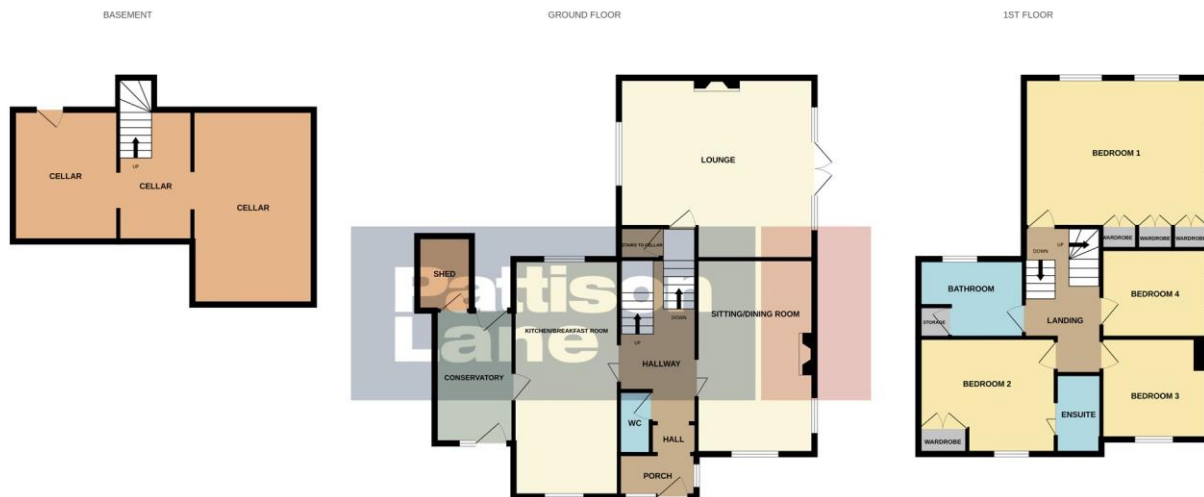 BASEMENT
GROUND FLOOR
1ST FLOOR
CELLAR
UP
CELLAR
CELLAR
LOUNGE
STAIRS TO CELLAR
SHED
Pattison
Lane
KITCHEN/BREAKFAST ROOM
UP
DOWN
SITTING/DINING ROOM
HALLWAY
CONSERVATORY
WC
HALL
PORCH
BEDROOM 1
WARDROBE
WARDROBE
WARDROBE
UP
DOWN
BATHROOM
BEDROOM 4
STORAGE
LANDING
BEDROOM 2
BEDROOM 3
ENSUITE
WARDROBE